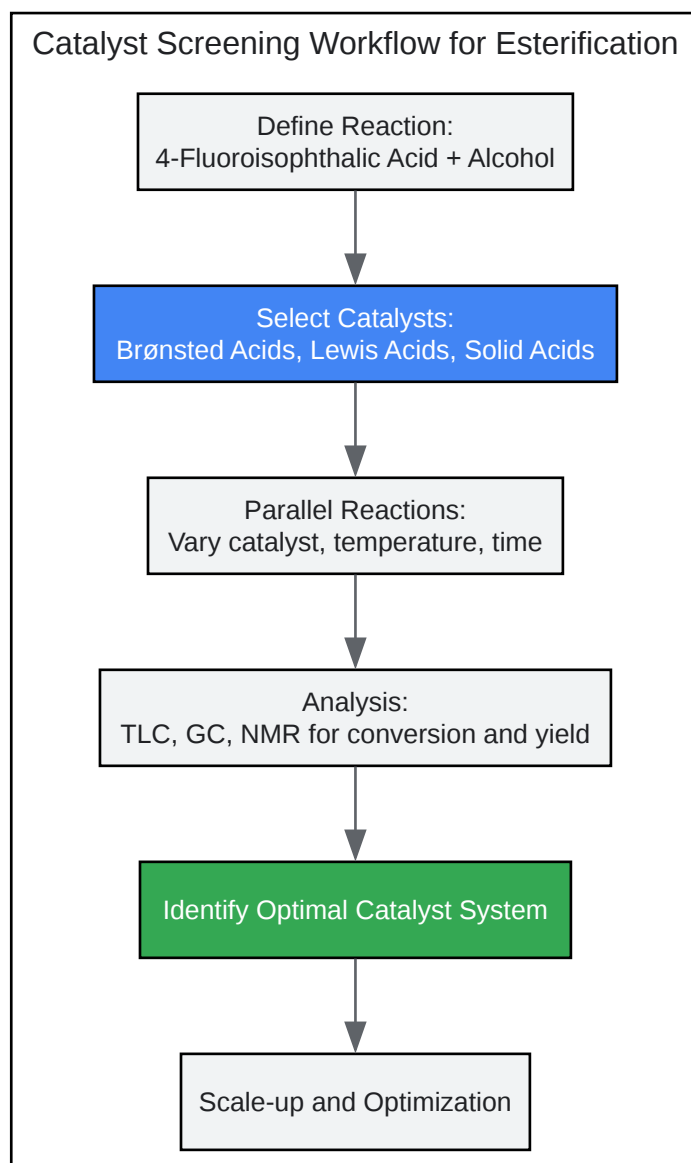 Catalyst Screening Workflow for Esterification
Define Reaction:
4-Fluoroisophthalic Acid + Alcohol
Select Catalysts:
Brønsted Acids, Lewis Acids, Solid Acids
Parallel Reactions:
Vary catalyst, temperature, time
Analysis:
TLC, GC, NMR for conversion and yield
Identify Optimal Catalyst System
Scale-up and Optimization